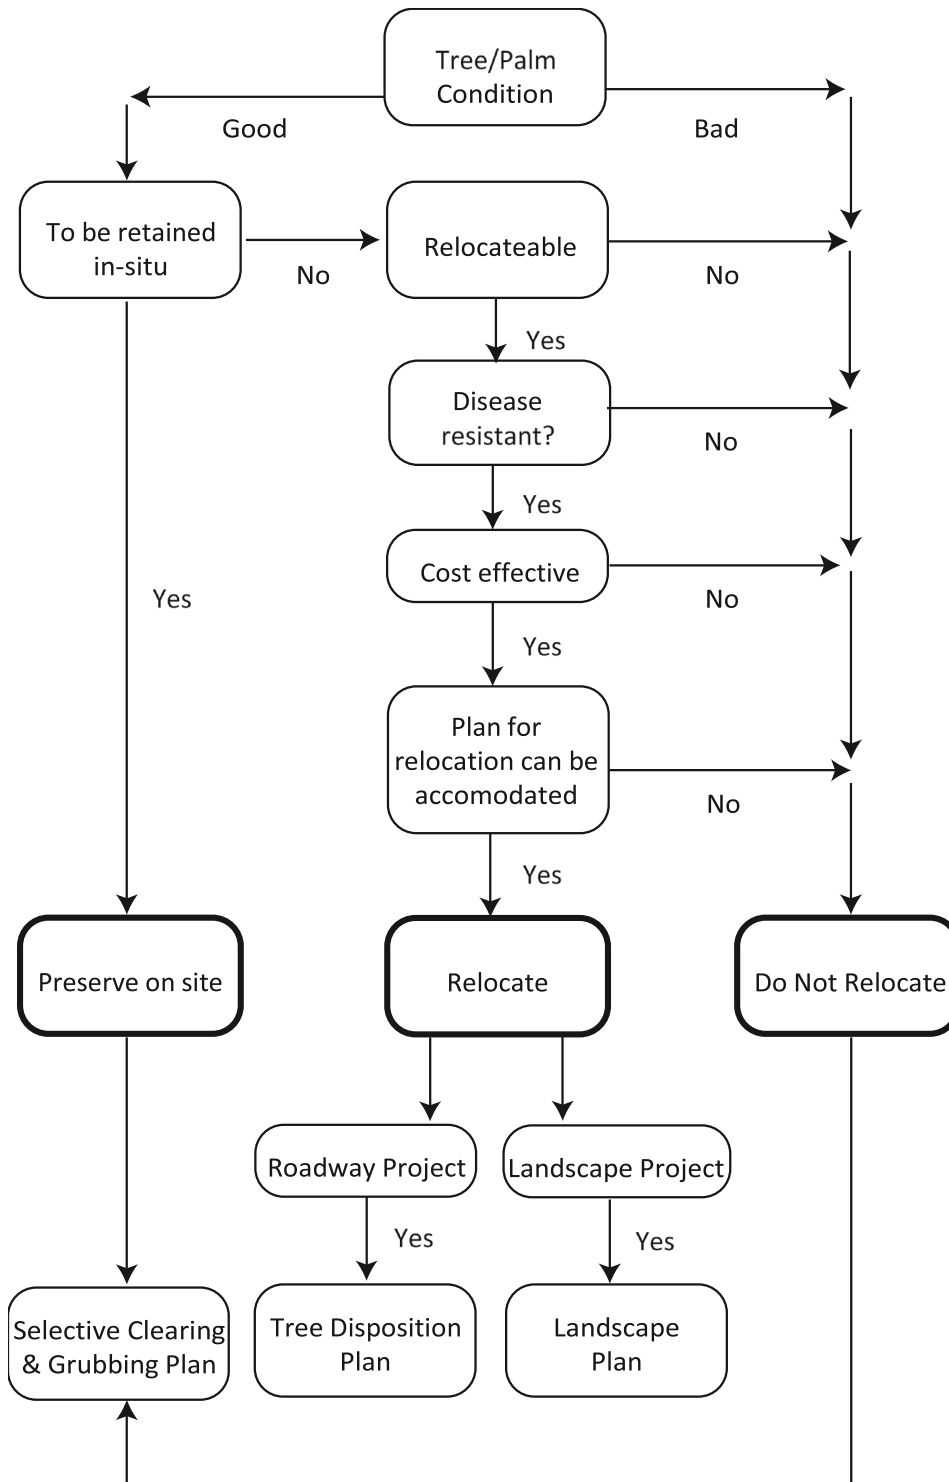 Tree/Palm
Condition
Good
Bad
To be retained
in-situ
No
Relocateable
No
Yes
Disease
resistant?
No
Yes
Cost effective
No
Yes
Yes
Plan for
relocation can be
accomodated
No
Yes
Preserve on site
Relocate
Do Not Relocate
Roadway Project
Landscape Project
Yes
Yes
Selective Clearing
& Grubbing Plan
Tree Disposition
Plan
Landscape
Plan